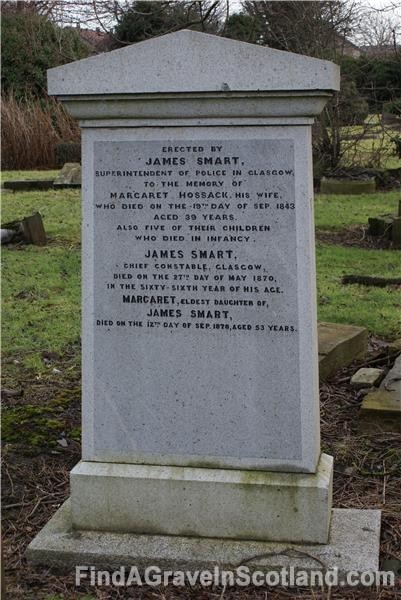 ERECTED BY
JAMES SMART,
SUPERINTENDENT OF POLICE IN GLASGOW,
TO THE MEMORY OF
MARGARET HOSSACK, HIS WIFE,
WHO DIED ON THE 19TH DAY OF SEP. 1843
AGED 39 YEARS.
ALSO FIVE OF THEIR CHILDREN
WHO DIED IN INFANCY.
JAMES SMART,
CHIEF CONSTABLE, GLASGOW,
DIED ON THE 27TH DAY OF MAY 1870,
IN THE SIXTY-SIXTH YEAR OF HIS AGE.
MARGARET, ELDEST DAUGHTER OF,
JAMES SMART,
DIED ON THE 12TH DAY OF SEP. 1878, AGED 53 YEARS.
FindAGraveInScotland.com